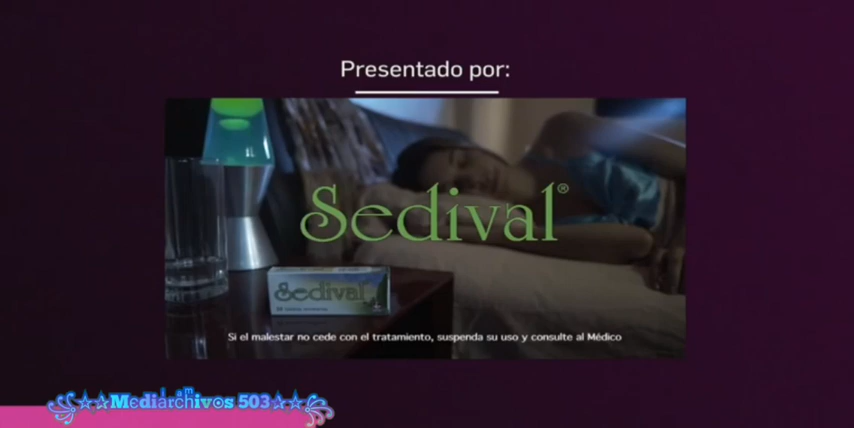 Presentado por:
Sedival®
Sedival
Si el malestar no cede con el tratamiento, suspenda su uso y consulte al Médico
☆☆Mediarchivos 503☆☆